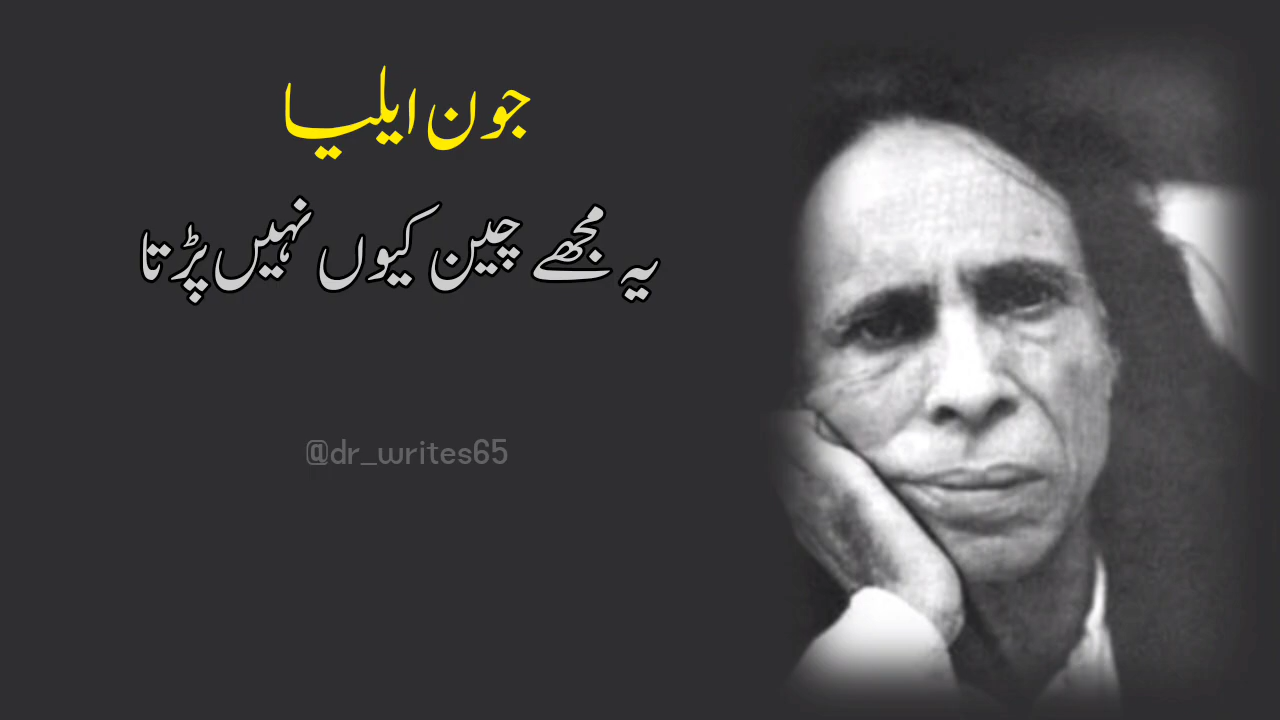 جون ایلیا
یہ مجھے چین کیوں نہیں پڑتا
@dr_writes65